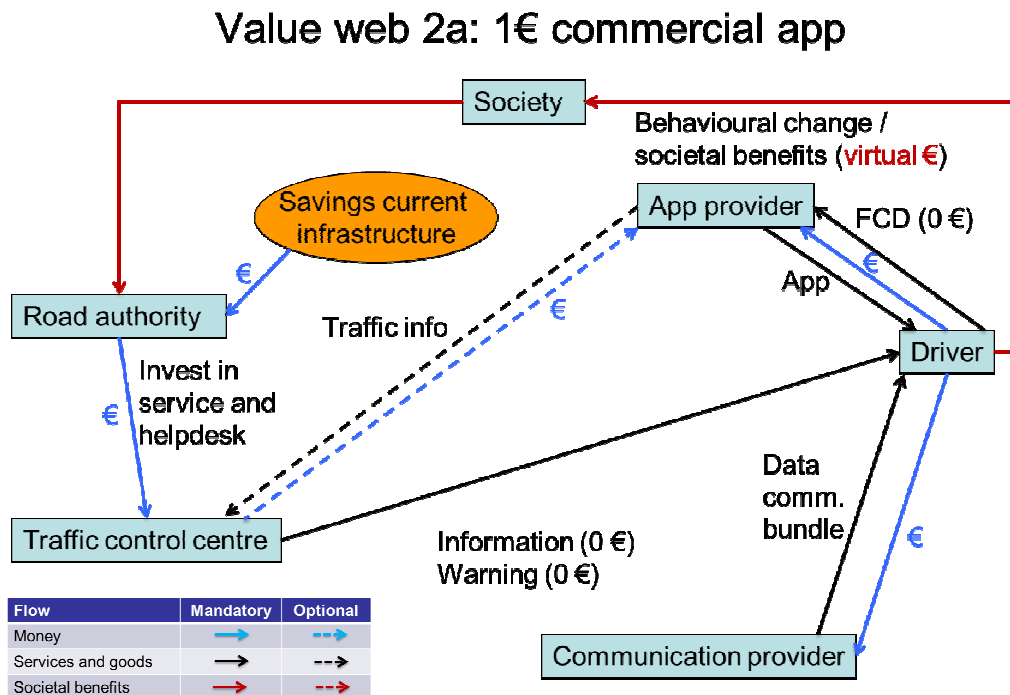 Value web 2a: 1€ commercial app
Society
Behavioural change /
societal benefits (virtual €)
Savings current
infrastructure
App provider
FCD (0 €)
€
€
App
Road authority
Traffic info
€
Driver
Invest in
service and
helpdesk
€
Data
comm.
bundle
Traffic control centre
Information (0 €)
Warning (0 €)
€
Flow Mandatory Optional
Money
Services and goods
Societal benefits
Communication provider